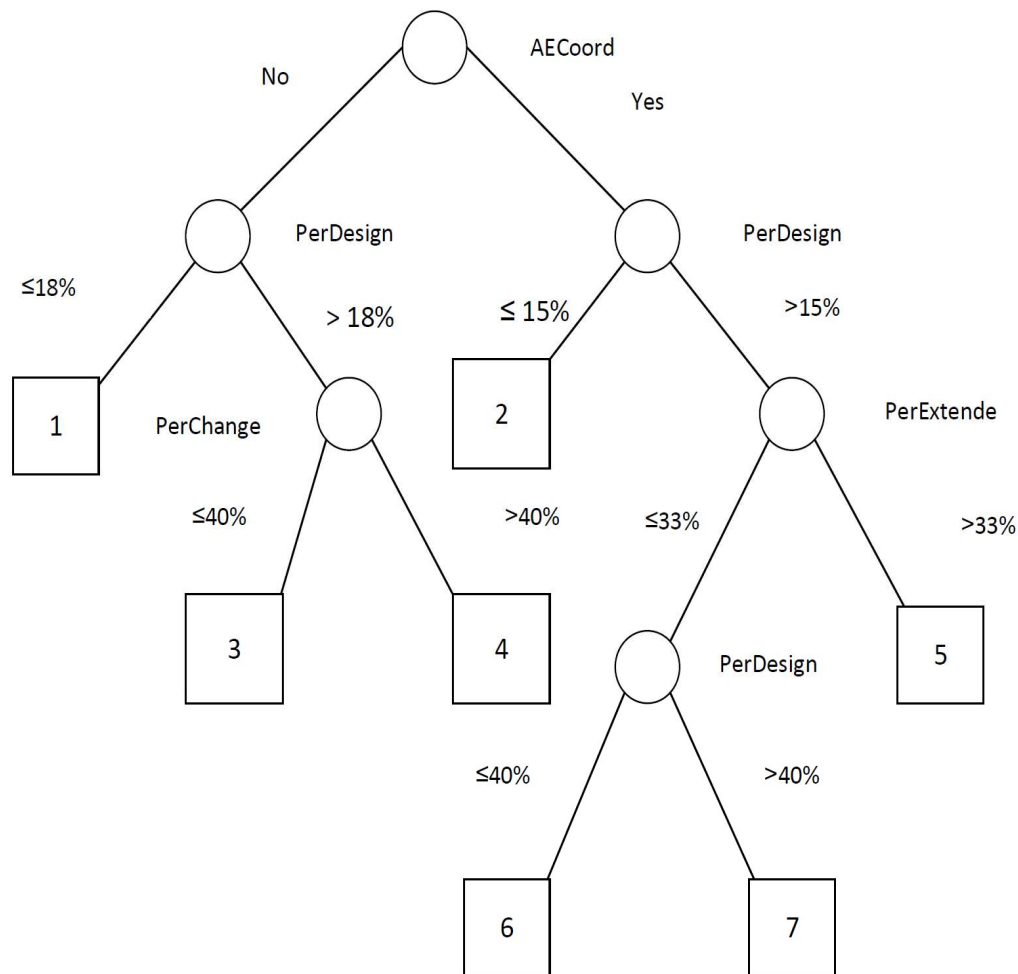 AECoord
No
Yes
PerDesign
PerDesign
≤18%
> 18%
≤ 15%
>15%
1
PerChange
2
PerExtende
≤40%
>40%
≤33%
>33%
3
4
PerDesign
5
≤40%
>40%
6
7